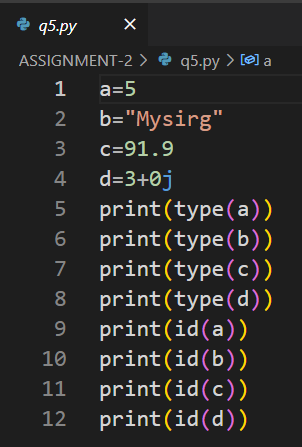 q5.py
ASSIGNMENT-2 > q5.py > a
1 a=5
2 b="Mysirg"
3 c=91.9
4 d=3+0j
5 print(type(a))
6 print(type(b))
7 print(type(c))
8 print(type(d))
9 print(id(a))
10 print(id(b))
11 print(id(c))
12 print(id(d))